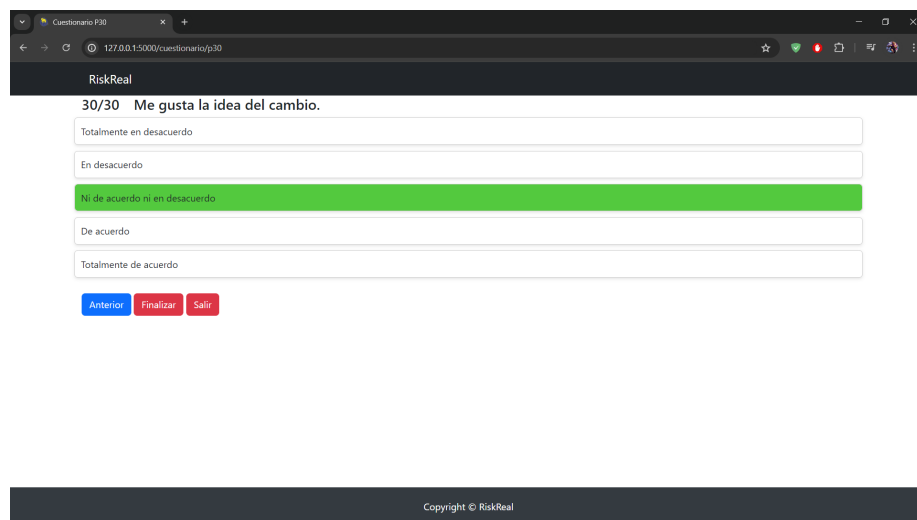 Cuestionario P30
127.0.0.1:5000/cuestionario/p30
RiskReal
30/30 Me gusta la idea del cambio.
Totalmente en desacuerdo
En desacuerdo
Ni de acuerdo ni en desacuerdo
De acuerdo
Totalmente de acuerdo
Anterior Finalizar Salir
Copyright © RiskReal